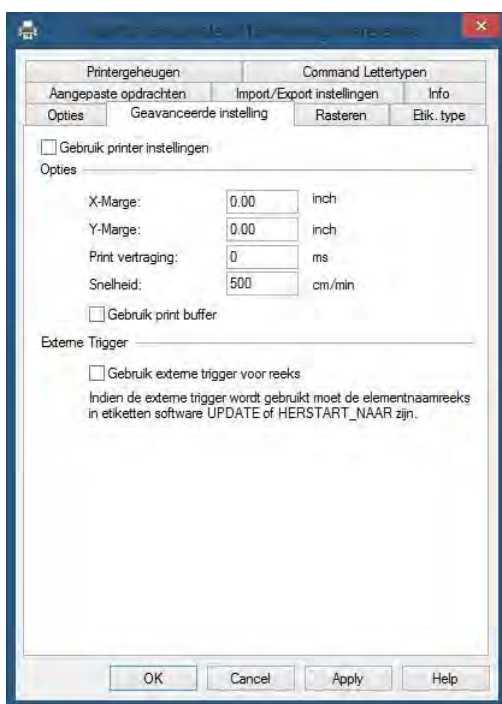 Printergeheugen Command Lettertypen
Aangepaste opdrachten Import/Export instellingen Info
Opties Geavanceerde instelling Rasteren Etik. type
Gebruik printer instellingen
Opties
X-Marge: 0.00 inch
Y-Marge: 0.00 inch
Print vertraging: 0 ms
Snelheid: 500 cm/min
Gebruik print buffer
Externe Trigger
Gebruik externe trigger voor reeks
Indien de externe trigger wordt gebruikt moet de elementnaamreeks
in etiketten software UPDATE of HERSTART_NAAR zijn.
OK Cancel Apply Help